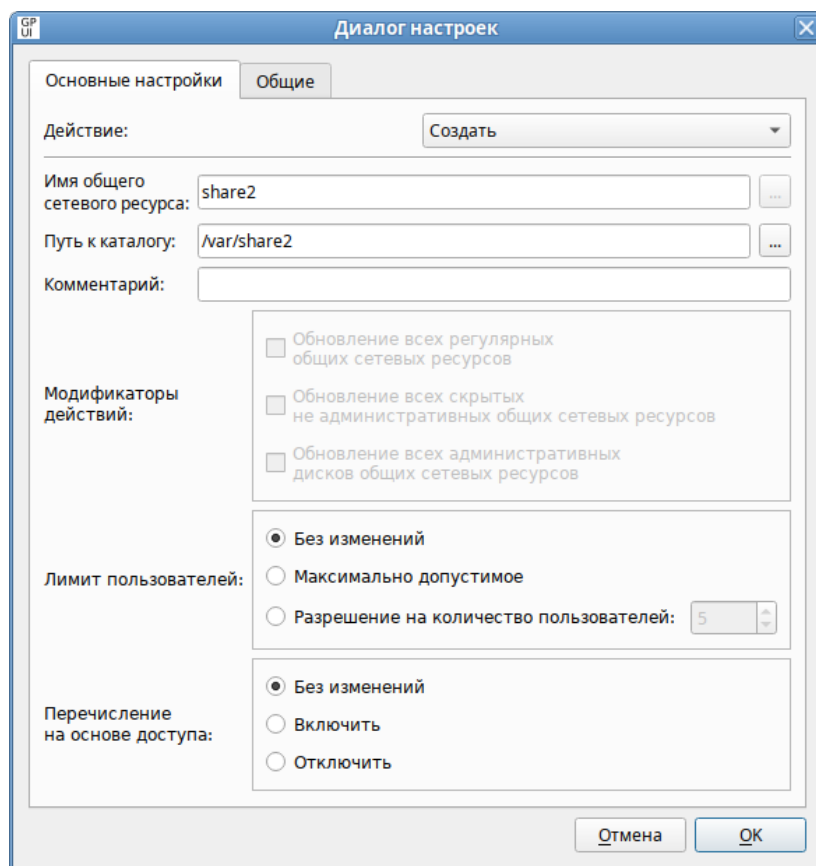 GP
UI
Диалог настроек
Основные настройки
Общие
Действие:
Создать
Имя общего
сетевого ресурса:
share2
...
Путь к каталогу:
/var/share2
...
Комментарий:
Модификаторы
действий:
Обновление всех регулярных
общих сетевых ресурсов
Обновление всех скрытых
не административных общих сетевых ресурсов
Обновление всех административных
дисков общих сетевых ресурсов
Лимит пользователей:
Без изменений
Максимально допустимое
Разрешение на количество пользователей:
5
Перечисление
на основе доступа:
Без изменений
Включить
Отключить
Отмена
OK